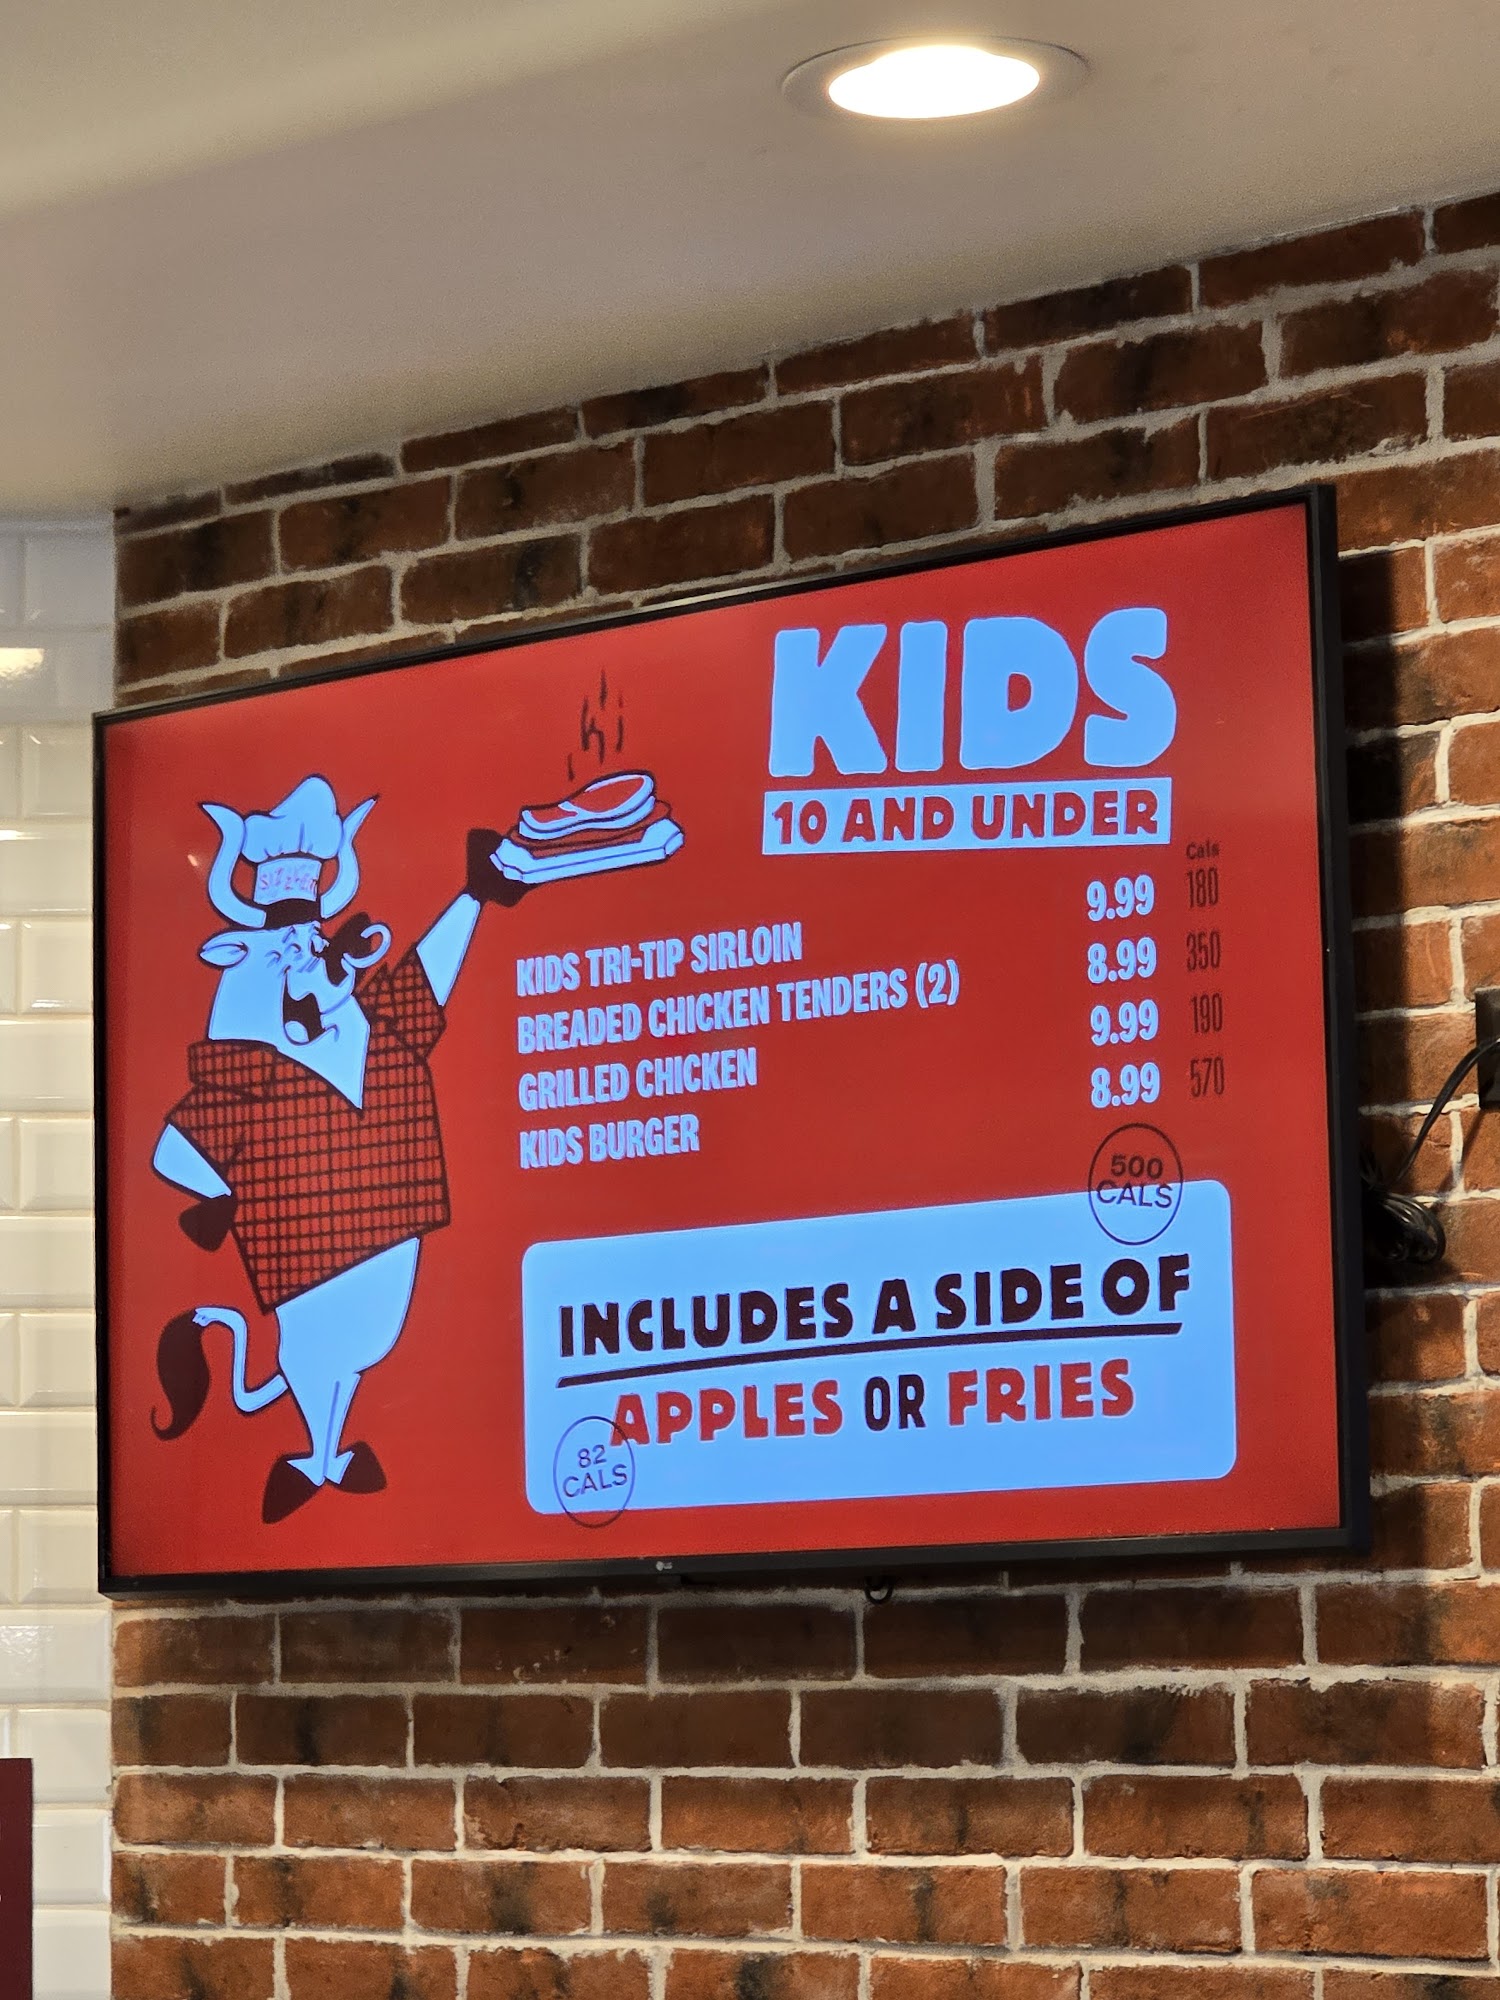 KIDS
10 AND UNDER
Cals
KIDS TRI-TIP SIRLOIN 9.99 180
BREADED CHICKEN TENDERS (2) 8.99 350
GRILLED CHICKEN 9.99 190
KIDS BURGER 8.99 570
500
CALS
INCLUDES A SIDE OF
APPLES OR FRIES
82
CALS
LG